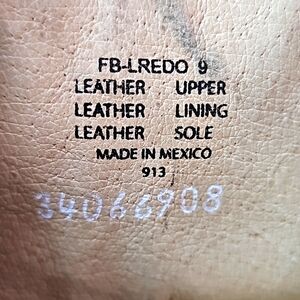 FB-LREDO 9
LEATHER UPPER
LEATHER LINING
LEATHER SOLE
MADE IN MEXICO
913
34066908